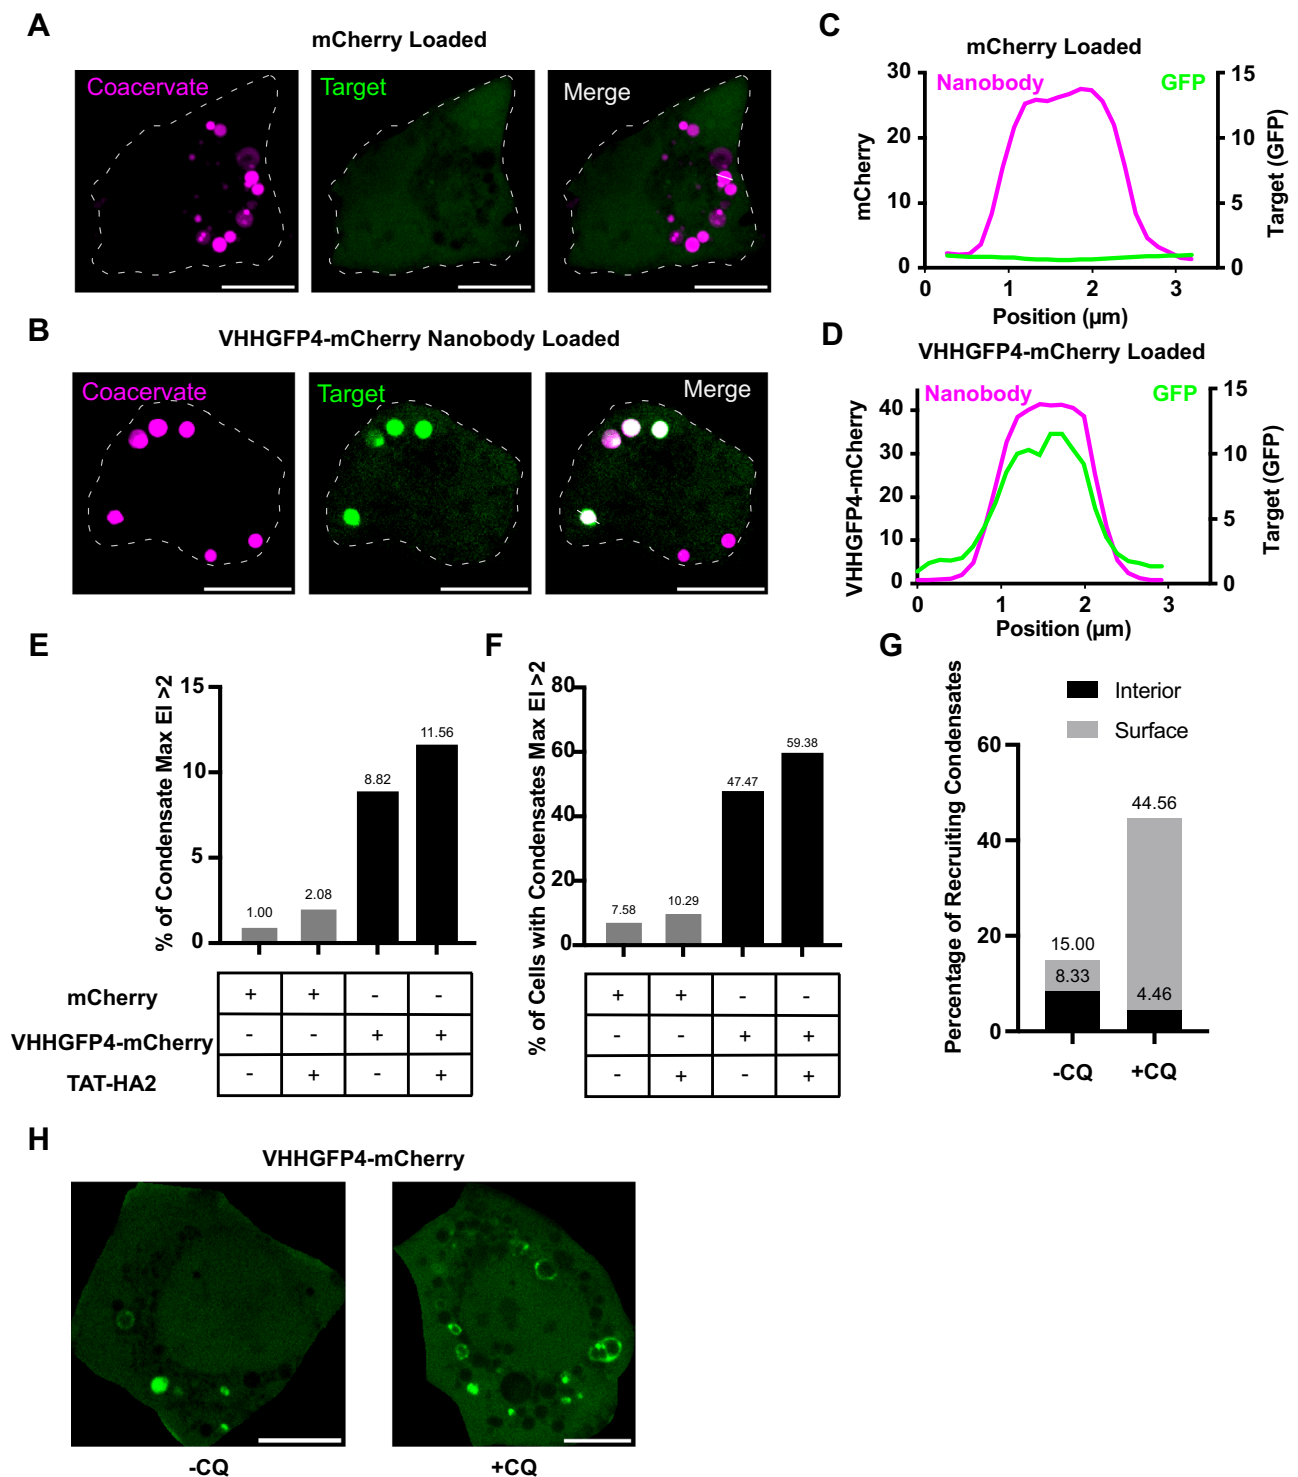 A
mCherry Loaded
Coacervate
Target
Merge
B
VHHGFP4-mCherry Nanobody Loaded
Coacervate
Target
Merge
C
mCherry Loaded
Nanobody
GFP
30
20
10
0
mCherry
15
10
5
0
Target (GFP)
0
1
2
3
Position (µm)
D
VHHGFP4-mCherry Loaded
Nanobody
GFP
40
30
20
10
0
VHHGFP4-mCherry
15
10
5
0
Target (GFP)
0
1
2
3
Position (µm)
E
% of Condensate Max EI >2
15
10
5
0
1.00
2.08
8.82
11.56
mCherry + + - -
VHHGFP4-mCherry - - + +
TAT-HA2 - + - +
F
% of Cells with Condensates Max EI >2
80
60
40
20
0
7.58
10.29
47.47
59.38
+ + - -
- - + +
- + - +
G
Interior
Surface
Percentage of Recruiting Condensates
60
40
20
0
15.00
8.33
44.56
4.46
-CQ
+CQ
H
VHHGFP4-mCherry
-CQ
+CQ